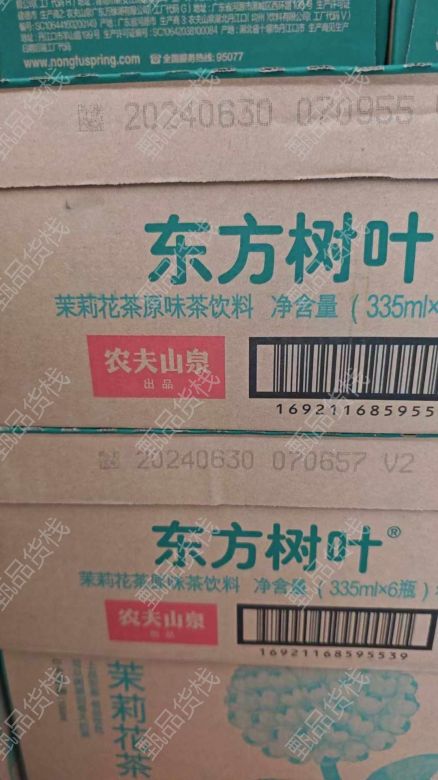 www.nongfuspring.com ☎全国服务热线: 95077
20240630 070955
东方树叶
茉莉花茶原味茶饮料 净含量（335ml×
农夫山泉
出品
169211685955
20240630 070657 V2
东方树叶®
茉莉花茶原味茶饮料 净含量（335ml×6瓶）
农夫山泉
出品
16921168595539
茉莉花茶
甄品货栈